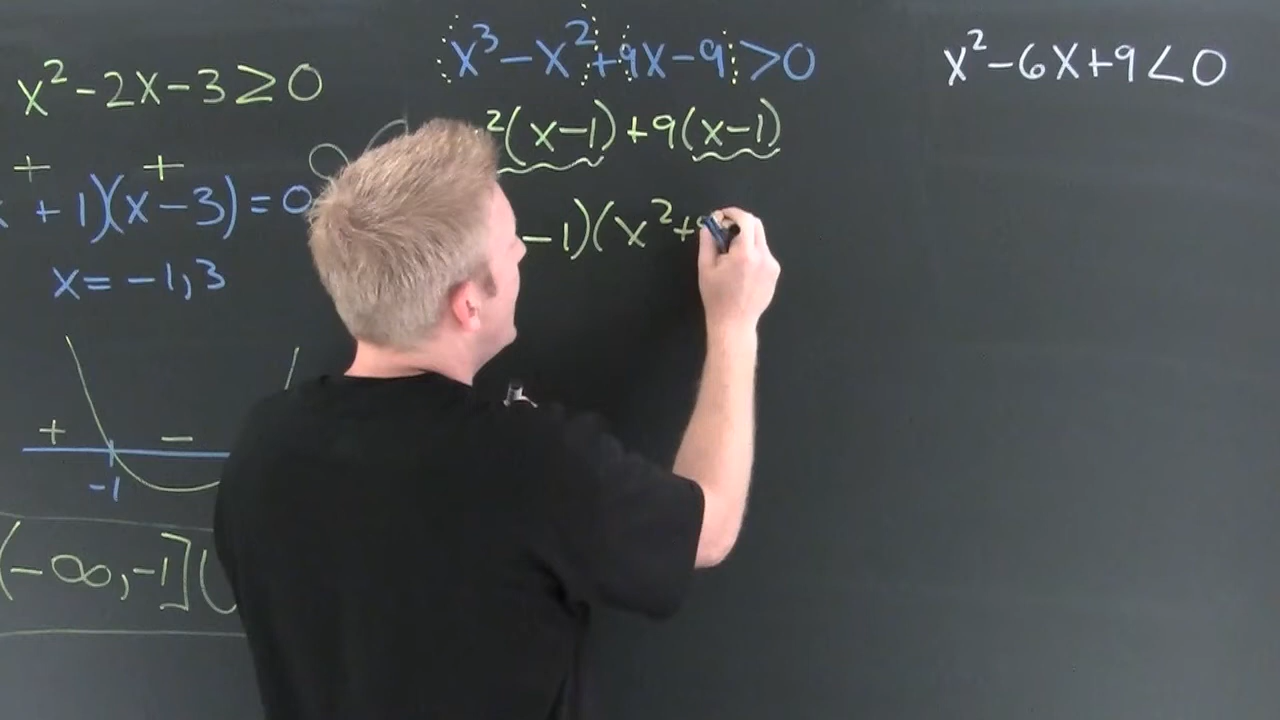 x² - 2x - 3 ≥ 0
+ +
+ 1)(x - 3) = 0
x = -1, 3
+ -
-1
(-∞, -1] ∪
x³ - x² + 9x - 9 > 0
²(x - 1) + 9(x - 1)
- 1)(x² +
x² - 6x + 9 < 0